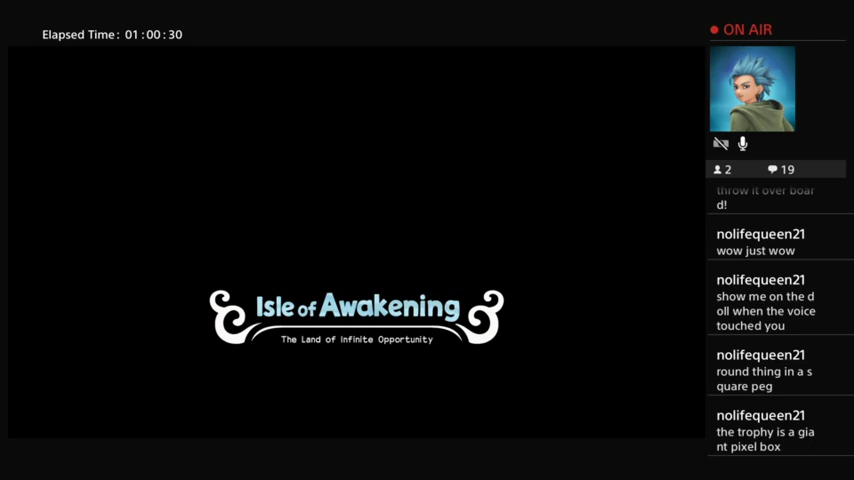 Elapsed Time: 01:00:30
ON AIR
2 19
throw it over boar
d!
nolifequeen21
wow just wow
nolifequeen21
show me on the d
oll when the voice
touched you
nolifequeen21
round thing in a s
quare peg
nolifequeen21
the trophy is a gia
nt pixel box
Isle of Awakening
The Land of Infinite Opportunity